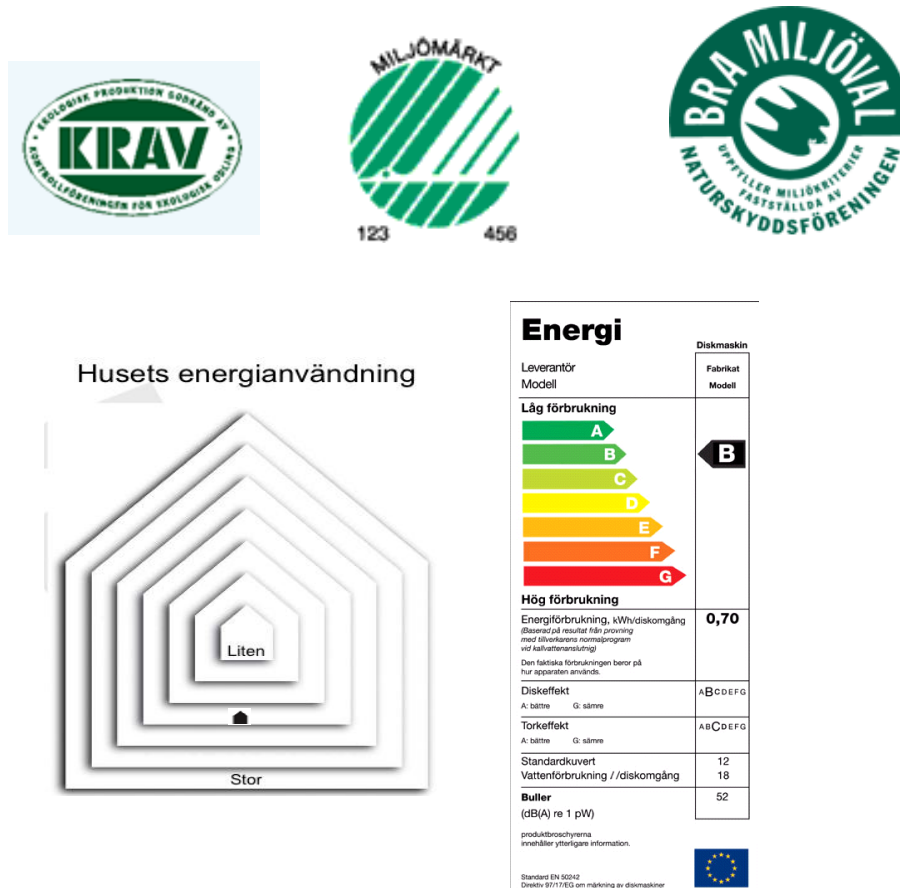 EKOLOGISK PRODUKTION GODKÄND AV
KRAV
KONTROLLFÖRENINGEN FÖR EKOLOGISK ODLING
MILJÖMÄRKT
123 456
BRA MILJÖVAL
UPPFYLLER MILJÖKRITERIER
FASTSTÄLLDA AV
NATURSKYDDSFÖRENINGEN
Husets energianvändning
Liten
Stor
Energi
Diskmaskin
Leverantör
Modell
Fabrikat
Modell
Låg förbrukning
A
B
B
C
D
E
F
G
Hög förbrukning
Energiförbrukning, kWh/diskomgång 0,70
(Baserad på resultat från provning
med tillverkarens normalprogram
vid kallvattenanslutnig)
Den faktiska förbrukningen beror på
hur apparaten används.
Diskeffekt ABCDEFG
A: bättre G: sämre
Torkeffekt ABCDEFG
A: bättre G: sämre
Standardkuvert 12
Vattenförbrukning / /diskomgång 18
Buller 52
(dB(A) re 1 pW)
produktbroschyrerna
innehåller ytterligare information.
Standard EN 50242
Direktiv 97/17/EG om märkning av diskmaskiner